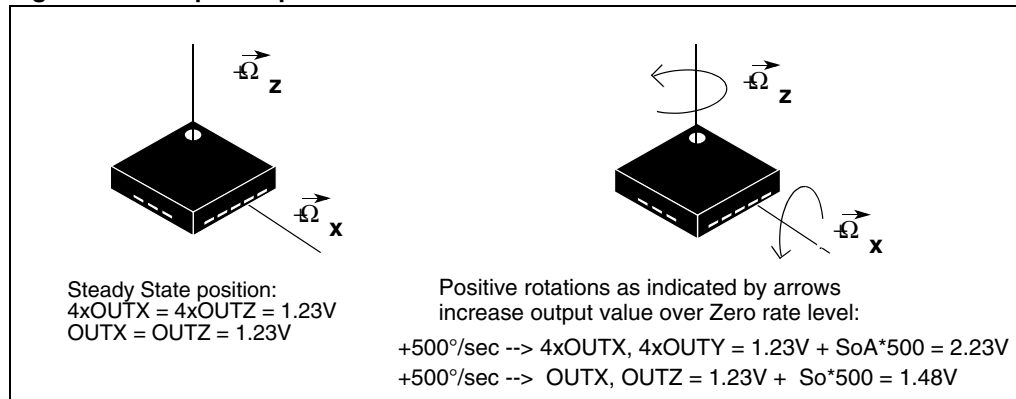 +Ω Z
+Ω X
Steady State position:
4xOUTX = 4xOUTZ = 1.23V
OUTX = OUTZ = 1.23V
+Ω Z
+Ω X
Positive rotations as indicated by arrows
increase output value over Zero rate level:
+500°/sec --> 4xOUTX, 4xOUTY = 1.23V + SoA*500 = 2.23V
+500°/sec --> OUTX, OUTZ = 1.23V + So*500 = 1.48V